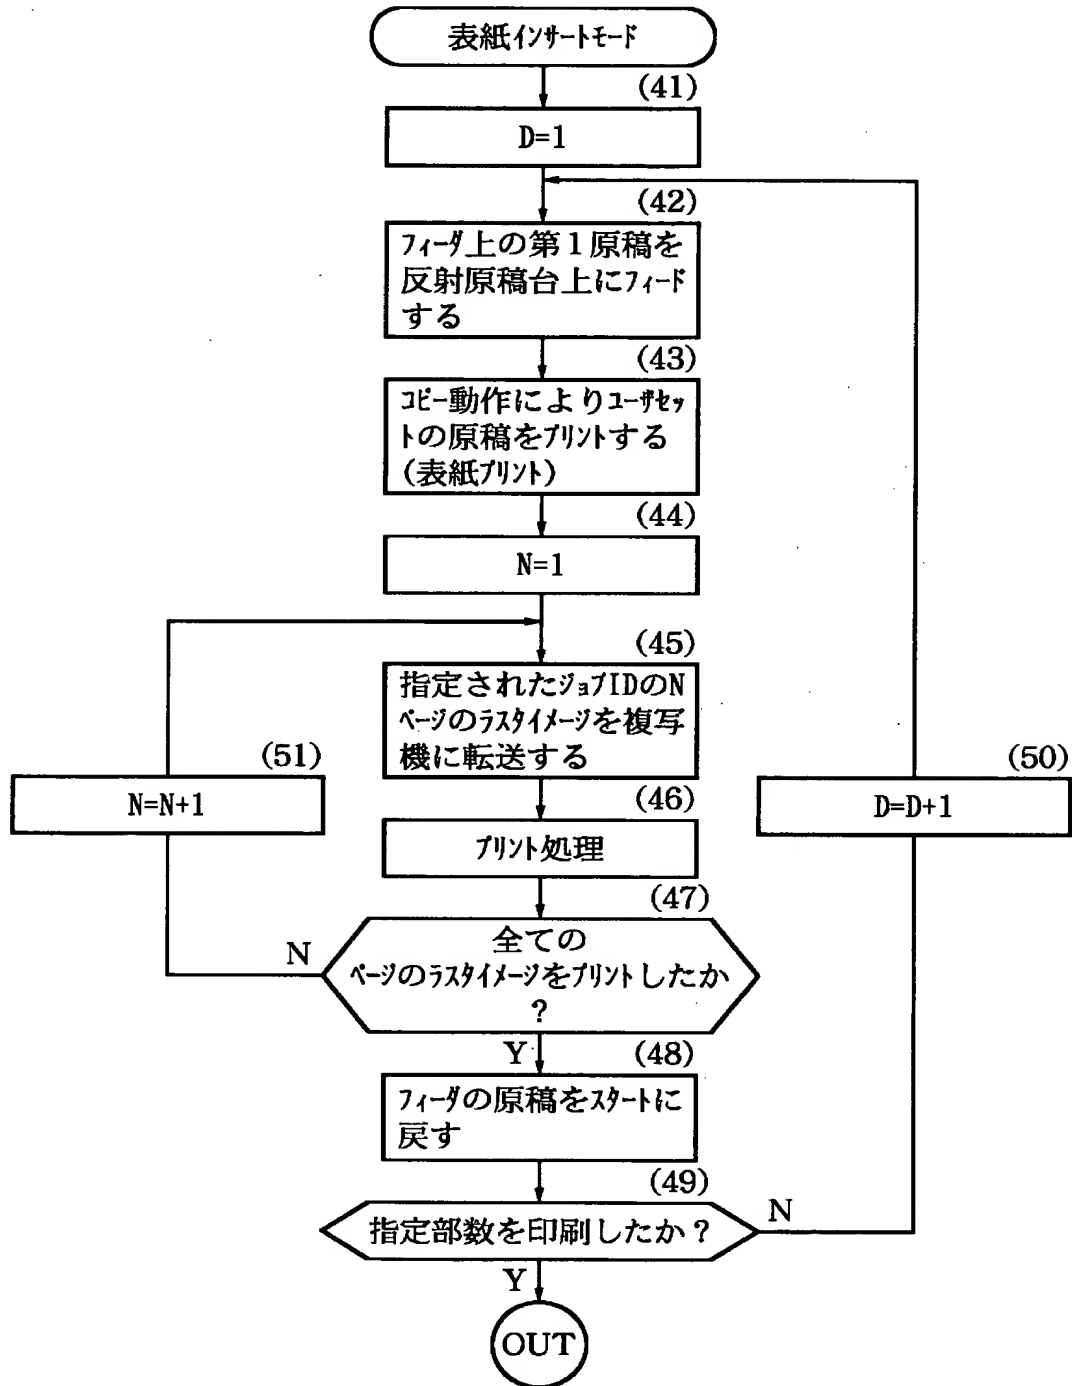 表紙インサートモード
(41)
D=1
(42)
フィーダ上の第1原稿を
反射原稿台上にフィード
する
(43)
コピー動作によりユーザセッ
トの原稿をプリントする
(表紙プリント)
(44)
N=1
(45)
指定されたジョブIDのN
ページのラスタイメージを複写
機に転送する
(51)
N=N+1
(50)
D=D+1
(46)
プリント処理
(47)
全ての
ページのラスタイメージをプリントしたか
?
N
Y
(48)
フィーダの原稿をスタートに
戻す
(49)
指定部数を印刷したか?
N
Y
OUT